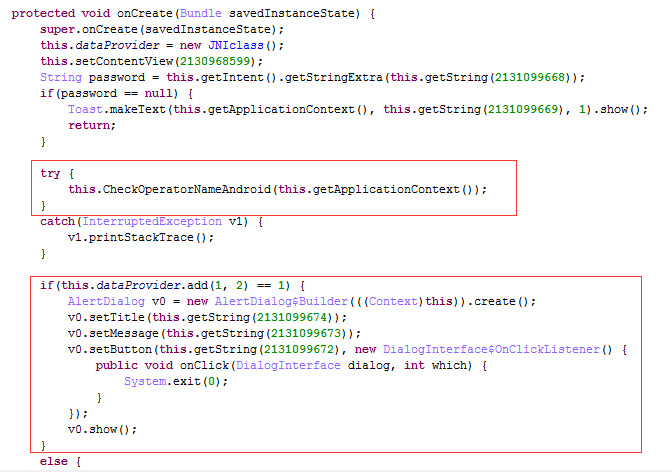 protected void onCreate(Bundle savedInstanceState) {
    super.onCreate(savedInstanceState);
    this.dataProvider = new JNIclass();
    this.setContentView(2130968599);
    String password = this.getIntent().getStringExtra(this.getString(2131099668));
    if(password == null) {
        Toast.makeText(this.getApplicationContext(), this.getString(2131099669), 1).show();
        return;
    }
    try {
        this.CheckOperatorNameAndroid(this.getApplicationContext());
    }
    catch(InterruptedException v1) {
        v1.printStackTrace();
    }
    if(this.dataProvider.add(1, 2) == 1) {
        AlertDialog v0 = new AlertDialog$Builder(((Context)this)).create();
        v0.setTitle(this.getString(2131099674));
        v0.setMessage(this.getString(2131099673));
        v0.setButton(this.getString(2131099672), new DialogInterface$OnClickListener() {
            public void onClick(DialogInterface dialog, int which) {
                System.exit(0);
            }
        });
        v0.show();
    }
    else {